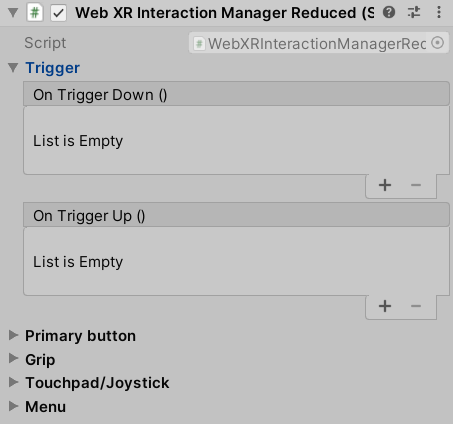 # Web XR Interaction Manager Reduced (S
Script # WebXRInteractionManagerRed
Trigger
On Trigger Down ()
List is Empty
+ −
On Trigger Up ()
List is Empty
+ −
Primary button
Grip
Touchpad/Joystick
Menu